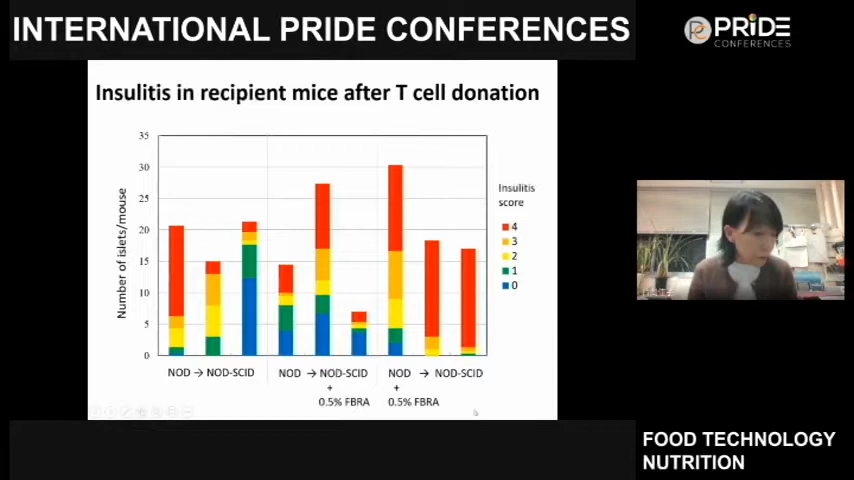 INTERNATIONAL PRIDE CONFERENCES
PRIDE
CONFERENCES
Insulitis in recipient mice after T cell donation
35
30
25
20
15
10
5
0
Number of islets/mouse
Insulitis
score
4
3
2
1
0
NOD → NOD-SCID
NOD → NOD-SCID
+
0.5% FBRA
NOD → NOD-SCID
+
0.5% FBRA
FOOD TECHNOLOGY
NUTRITION